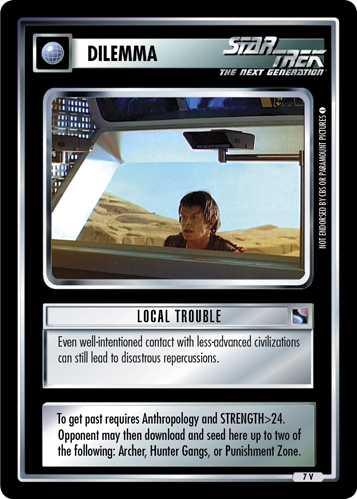 DILEMMA
STAR TREK
THE NEXT GENERATION
NOT ENDORSED BY CBS OR PARAMOUNT PICTURES
LOCAL TROUBLE
Even well-intentioned contact with less-advanced civilizations
can still lead to disastrous repercussions.
To get past requires Anthropology and STRENGTH>24.
Opponent may then download and seed here up to two of
the following: Archer, Hunter Gangs, or Punishment Zone.
7 V